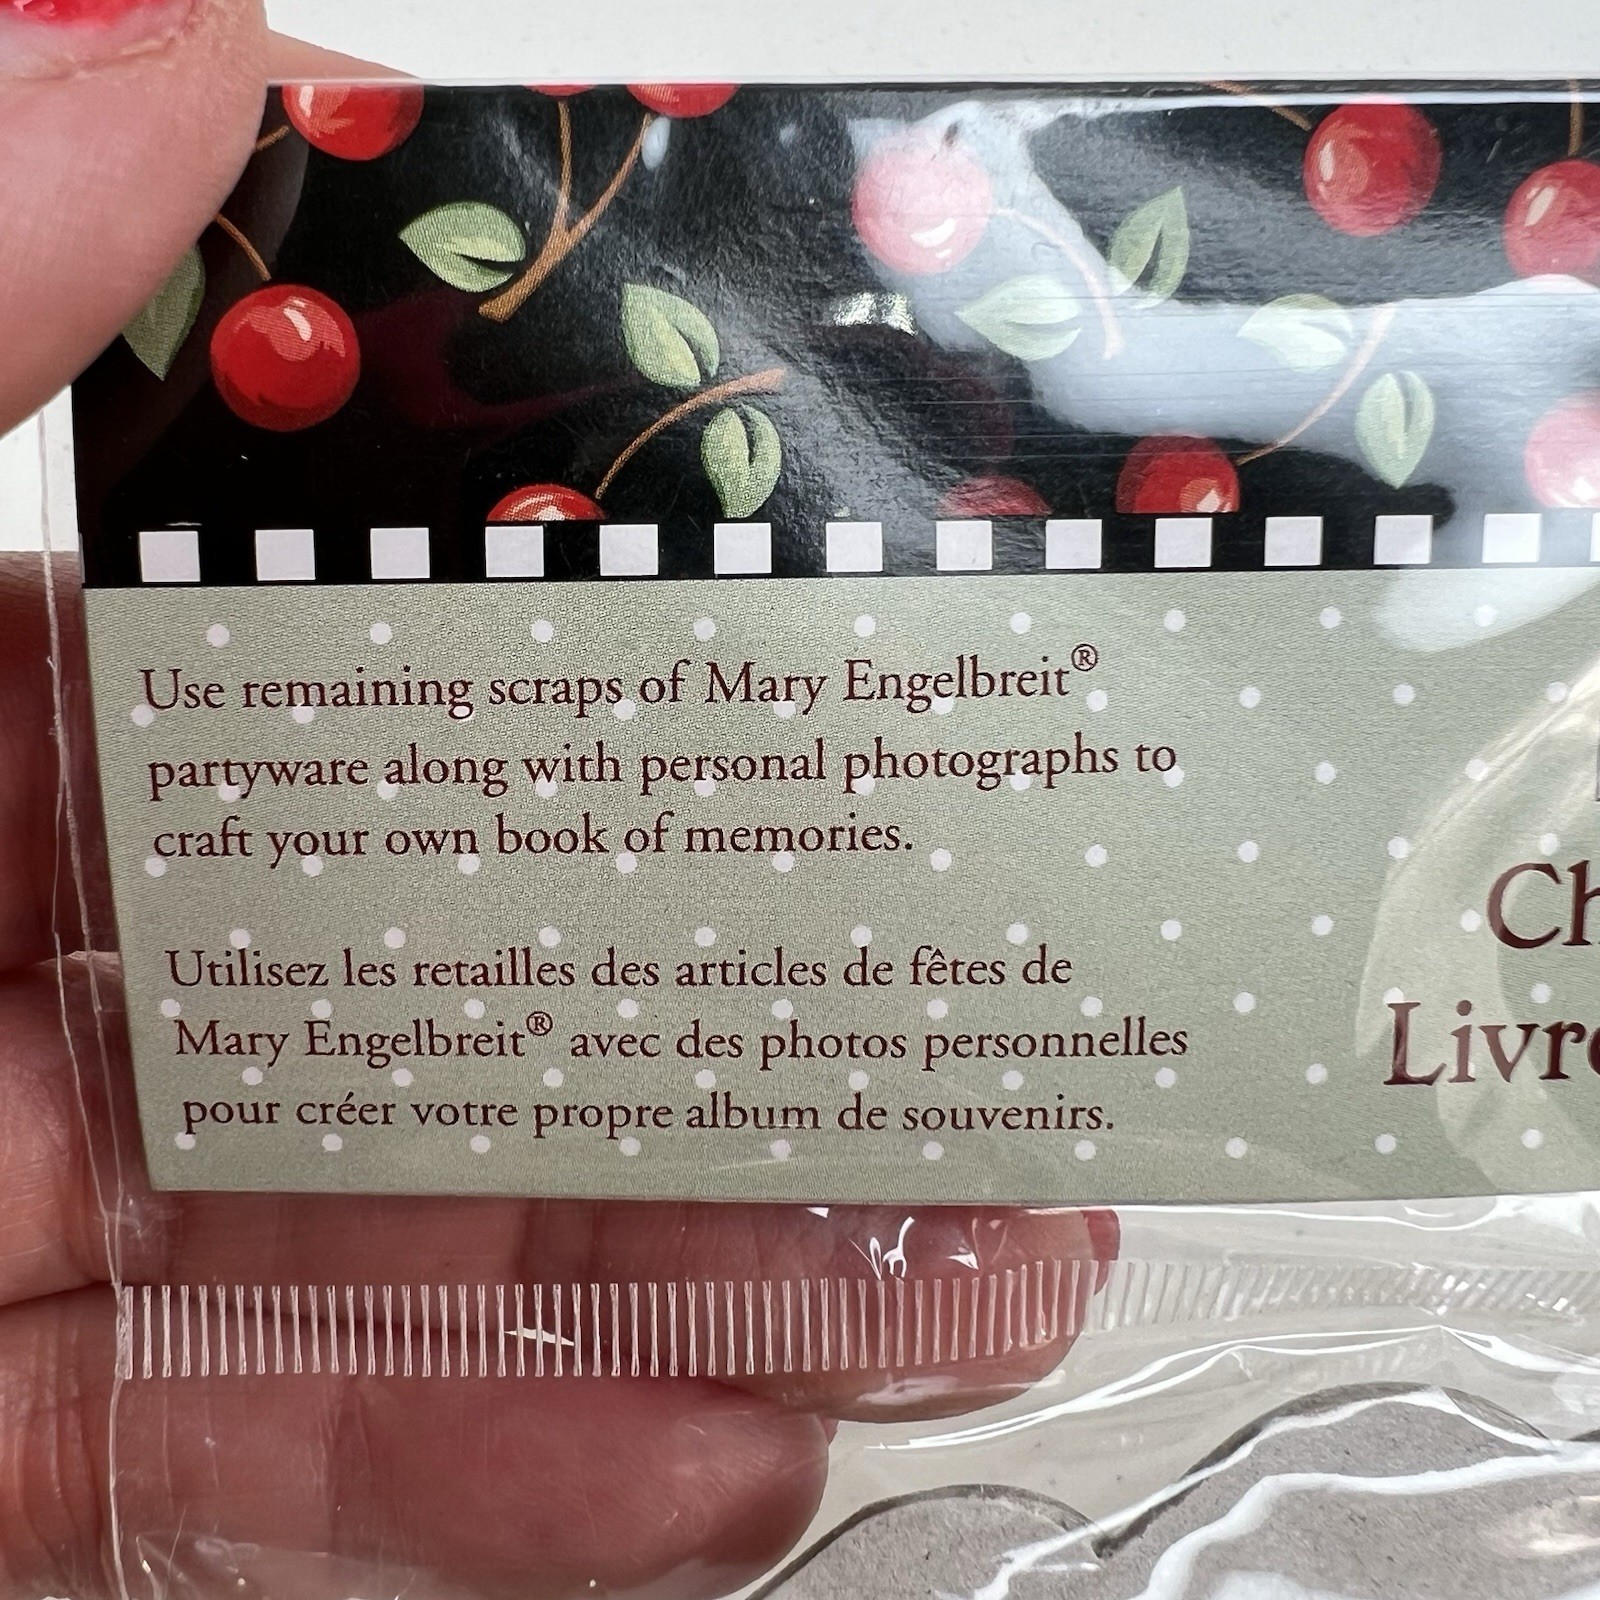 Use remaining scraps of Mary Engelbreit®
partyware along with personal photographs to
craft your own book of memories.
Utilisez les retailles des articles de fêtes de
Mary Engelbreit® avec des photos personnelles
pour créer votre propre album de souvenirs.